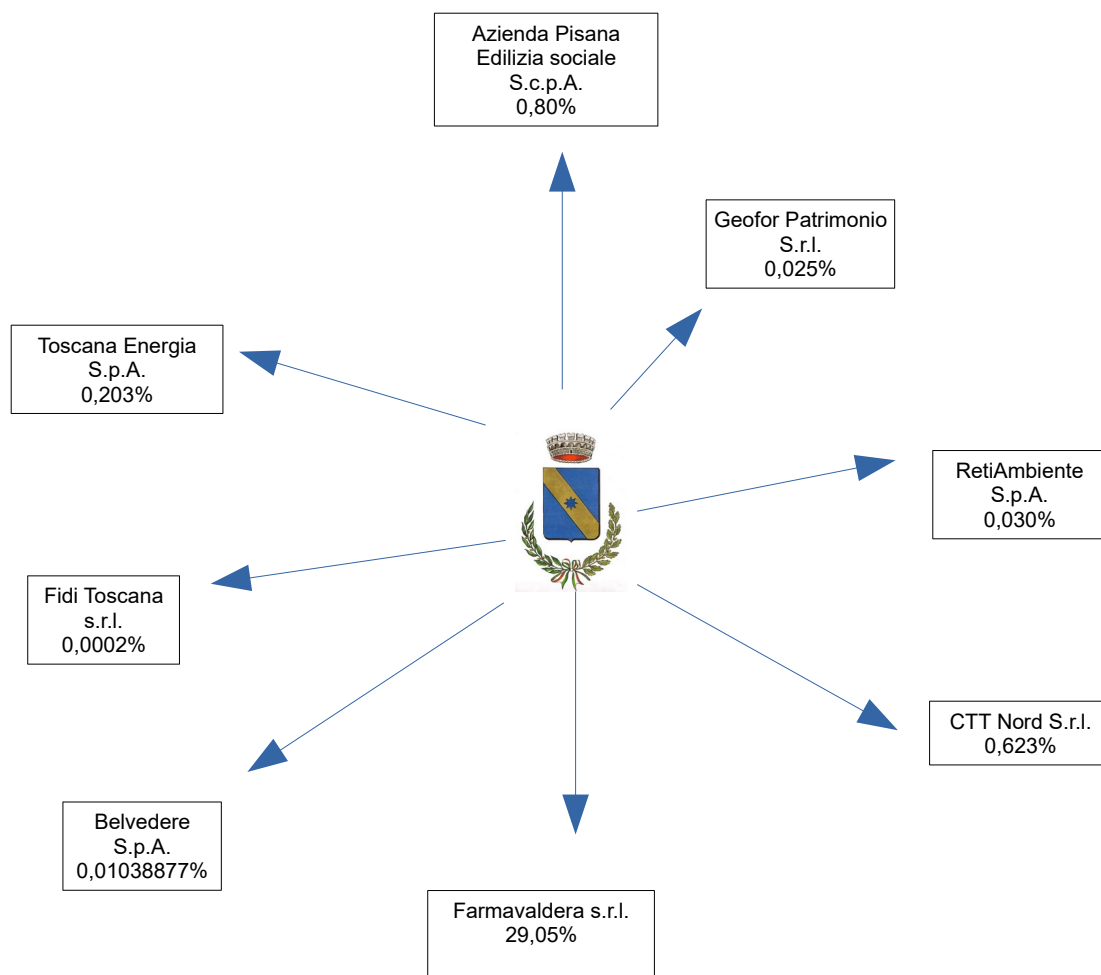 Azienda Pisana
Edilizia sociale
S.c.p.A.
0,80%
Geofor Patrimonio
S.r.l.
0,025%
Toscana Energia
S.p.A.
0,203%
RetiAmbiente
S.p.A.
0,030%
Fidi Toscana
s.r.l.
0,0002%
CTT Nord S.r.l.
0,623%
Belvedere
S.p.A.
0,01038877%
Farmavaldera s.r.l.
29,05%